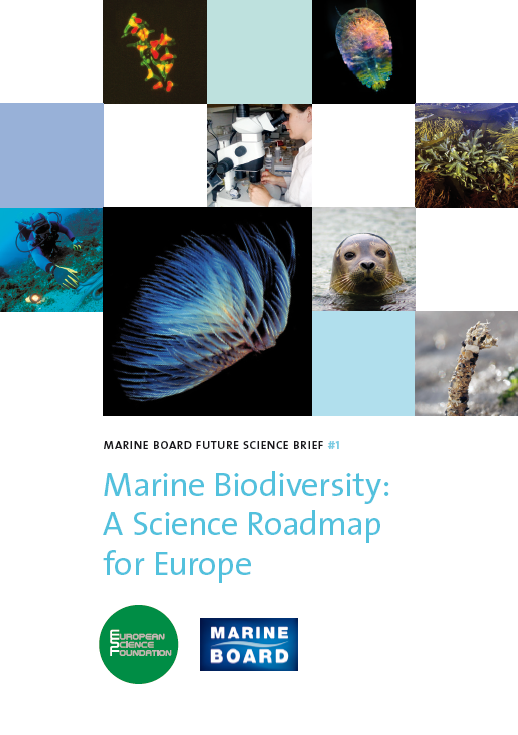 MARINE BOARD FUTURE SCIENCE BRIEF #1
Marine Biodiversity:
A Science Roadmap
for Europe
EUROPEAN
SCIENCE
FOUNDATION
MARINE
BOARD